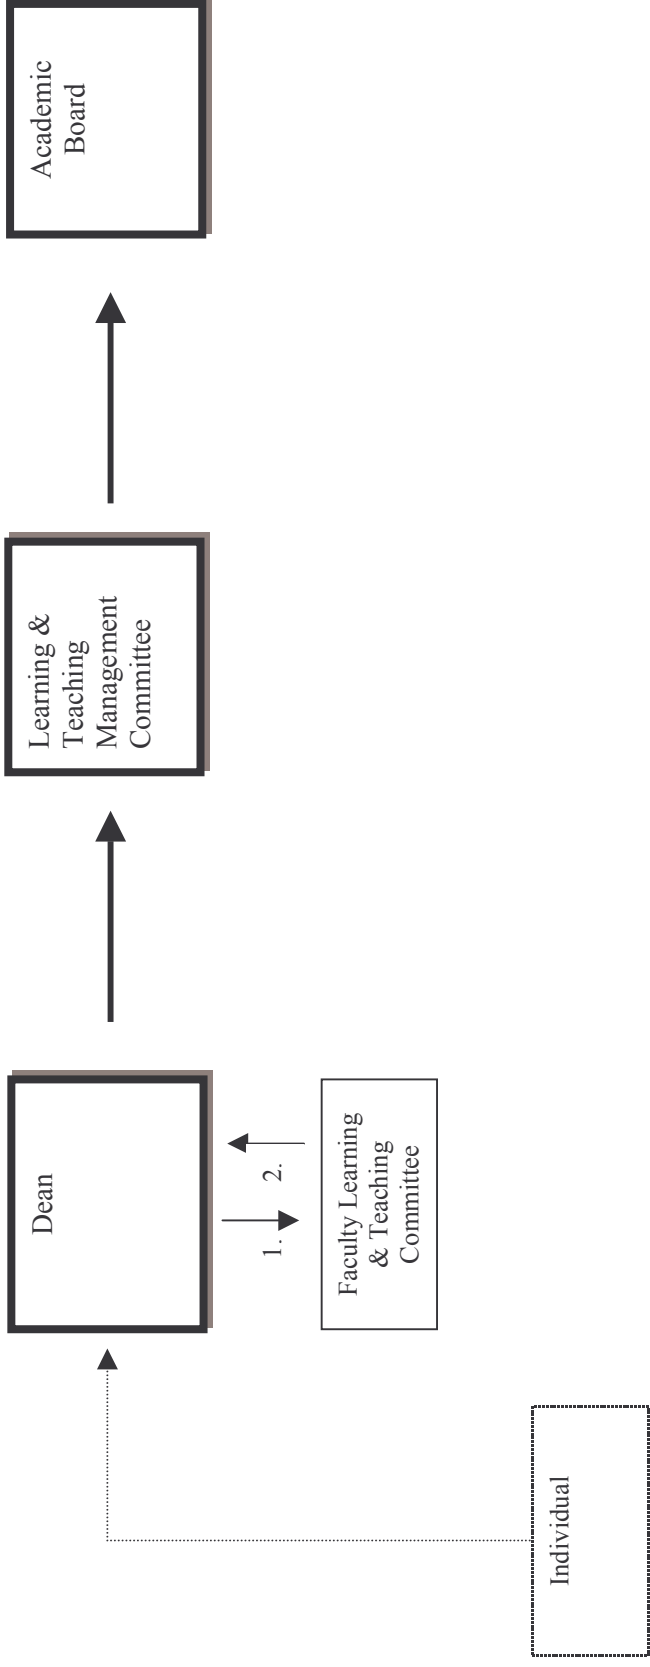 Individual
Dean
1.
2.
Faculty Learning
& Teaching
Committee
Learning &
Teaching
Management
Committee
Academic
Board